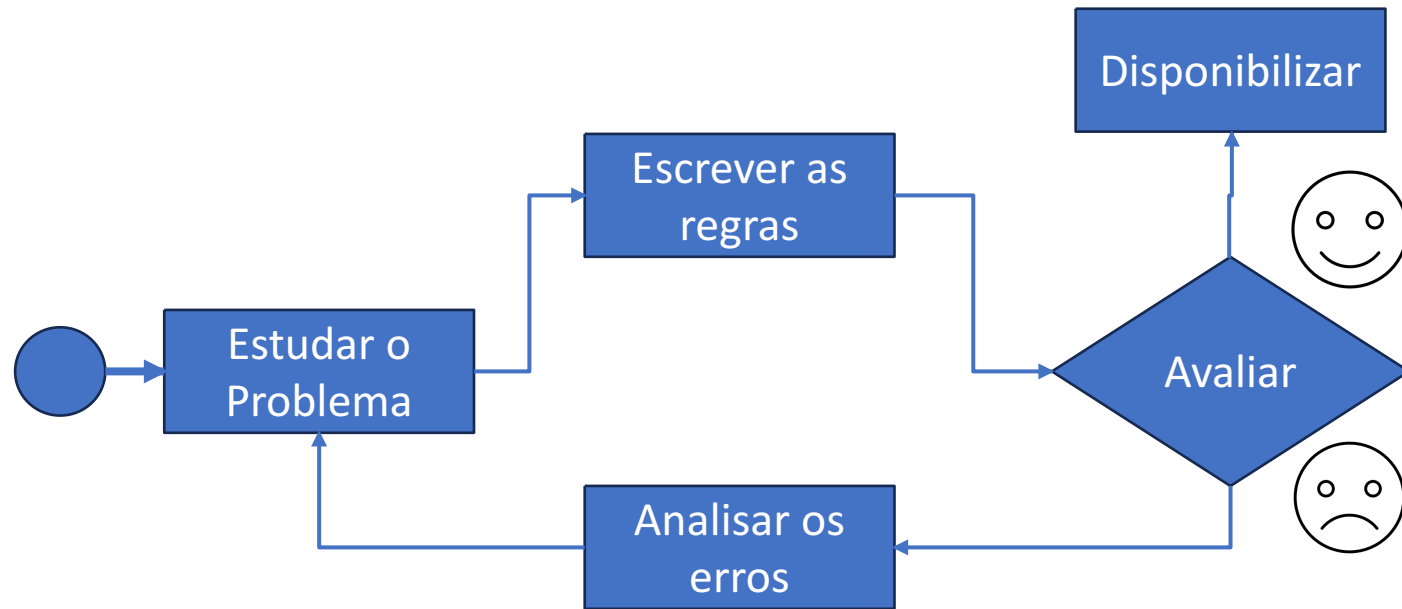 Disponibilizar
Escrever as
regras
Estudar o
Problema
Avaliar
Analisar os
erros